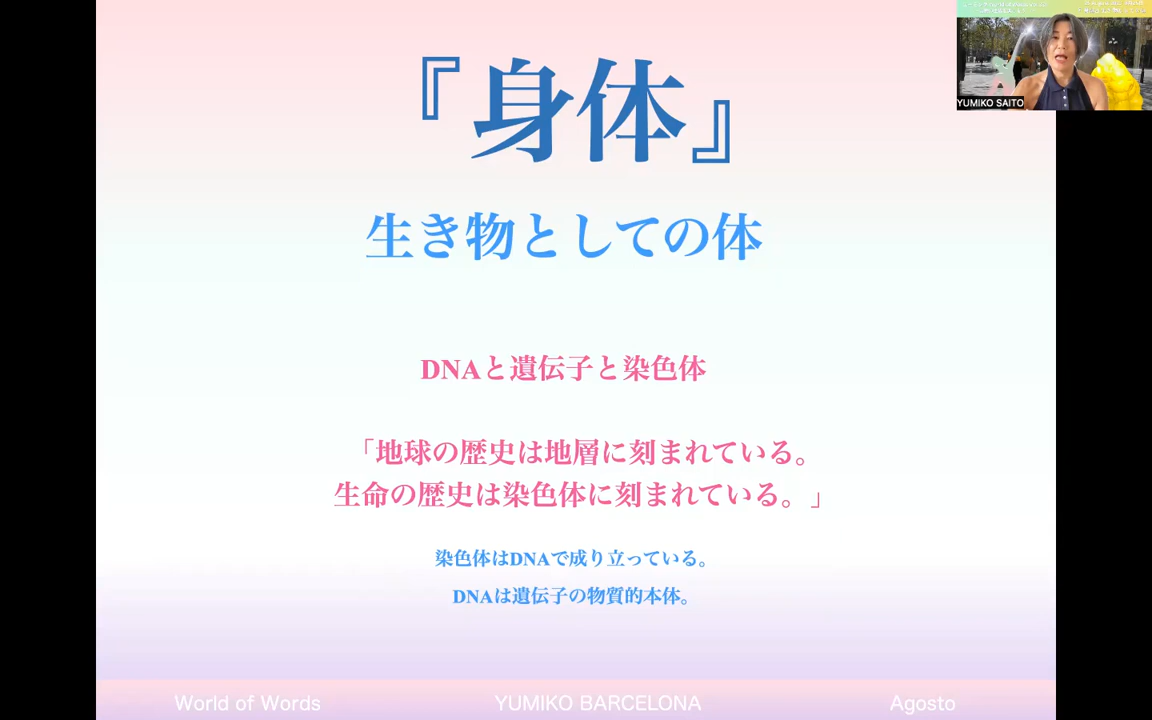 『身体』
生き物としての体
DNAと遺伝子と染色体
「地球の歴史は地層に刻まれている。
生命の歴史は染色体に刻まれている。」
染色体はDNAで成り立っている。
DNAは遺伝子の物質的本体。
World of Words YUMIKO BARCELONA Agosto
YUMIKO SAITO